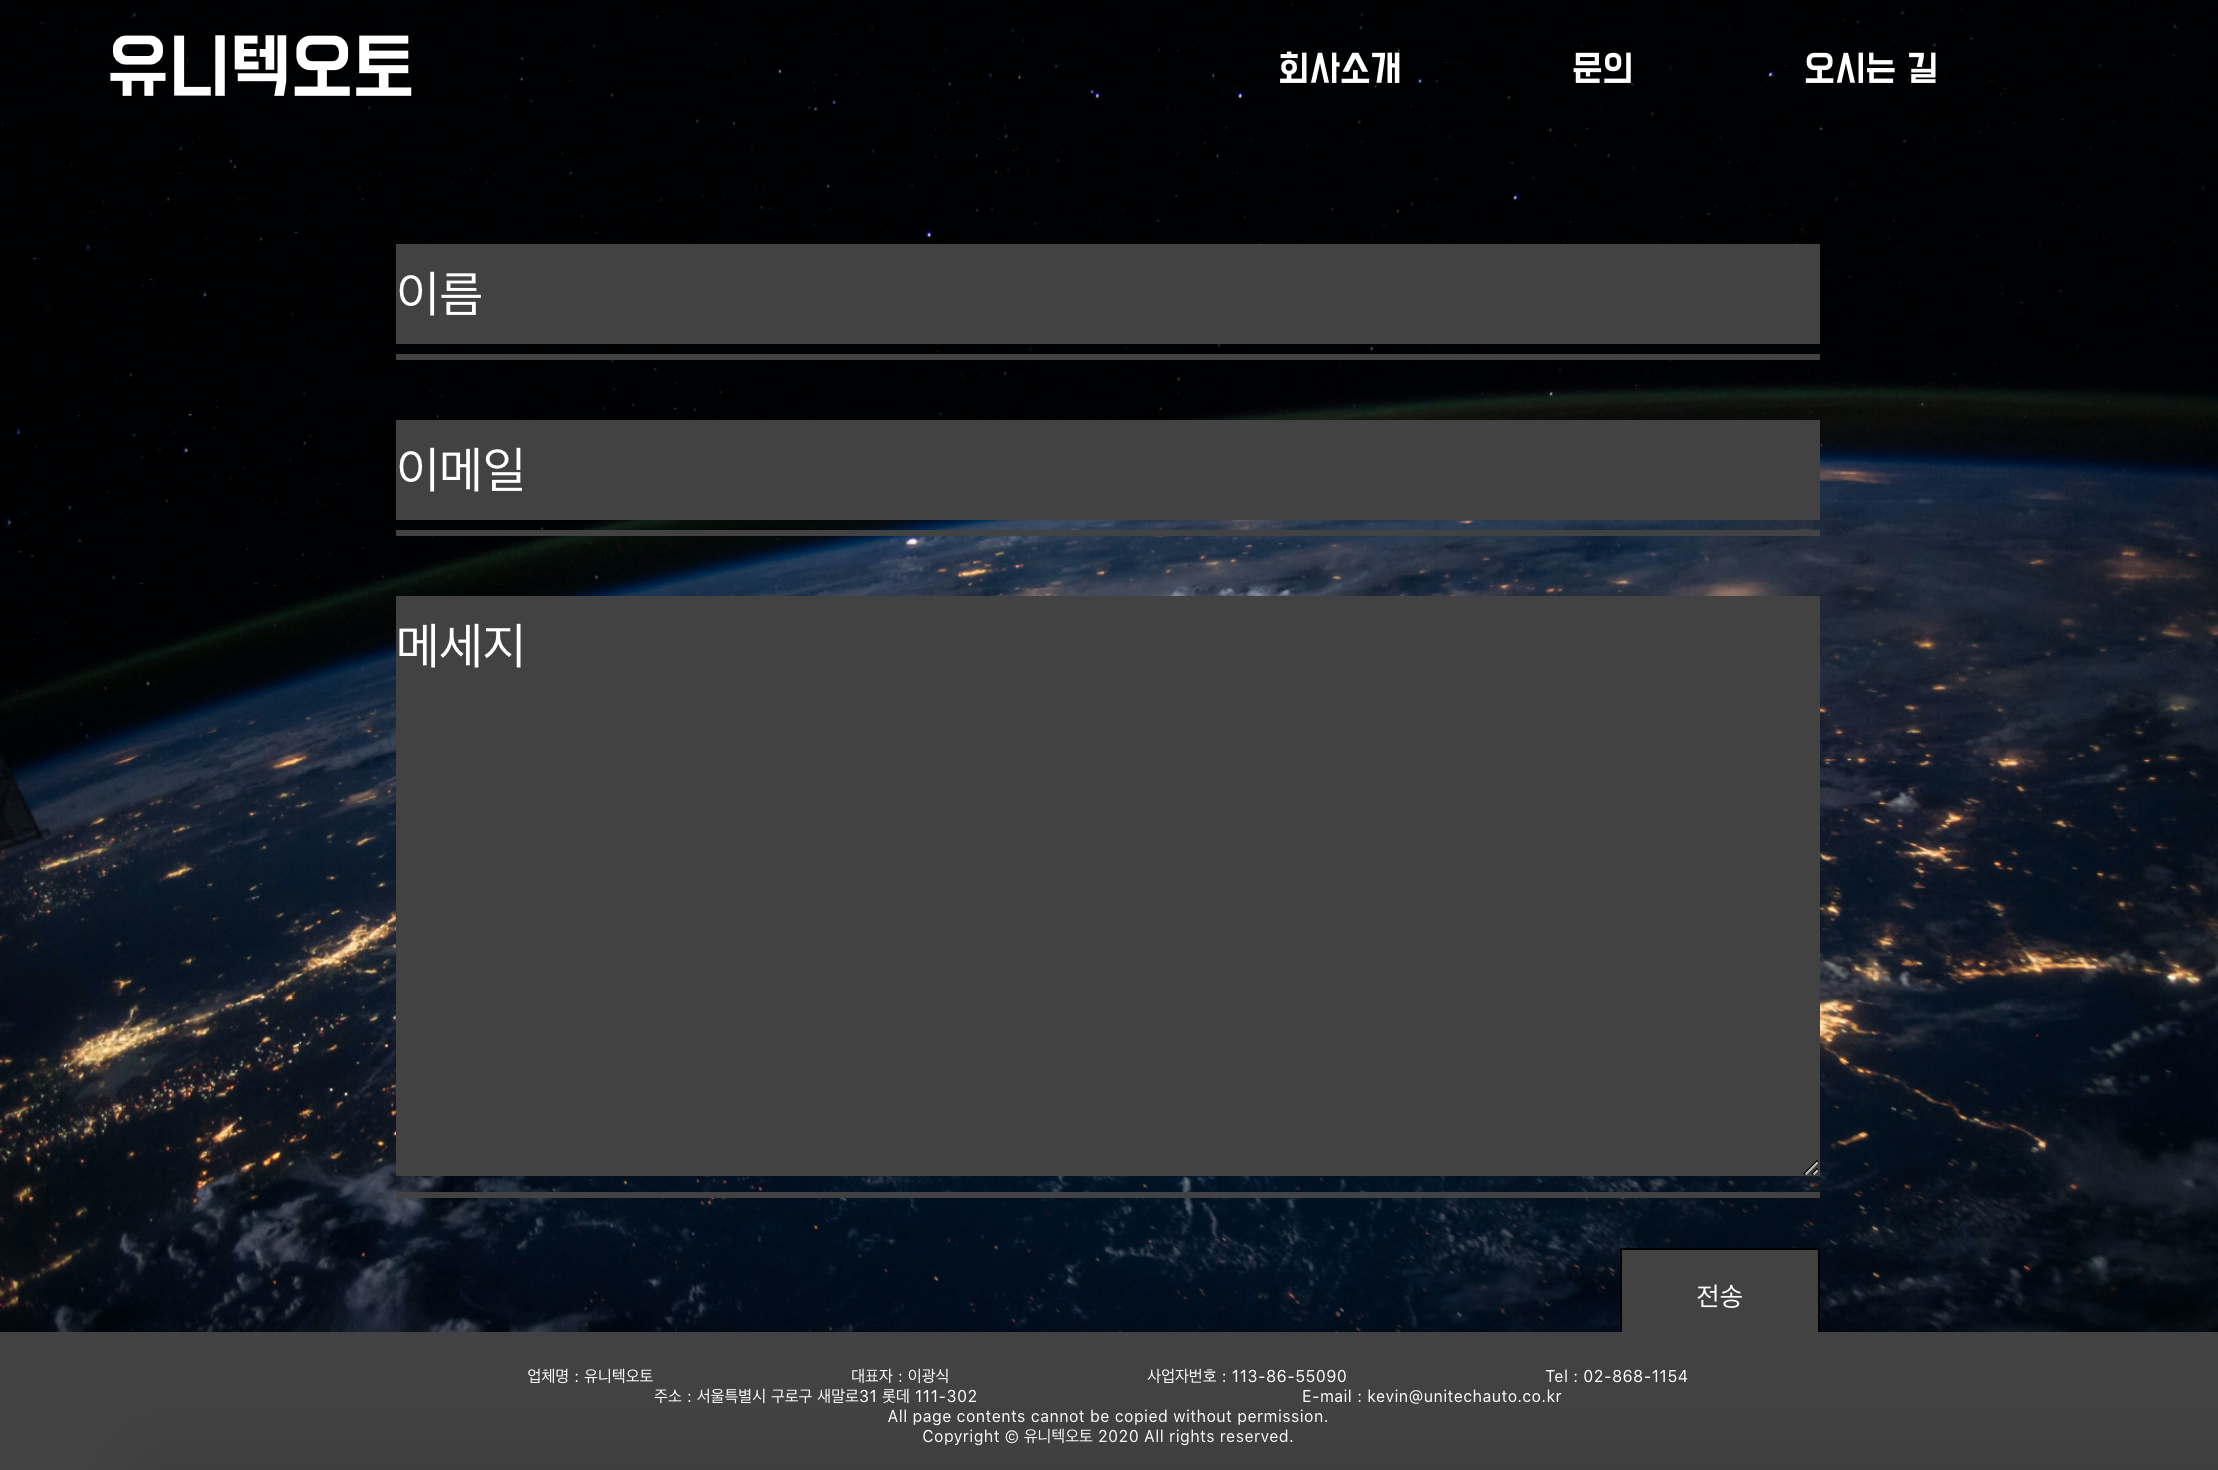 유니텍오토 회사소개 문의 오시는 길
이름
이메일
메세지
전송
업체명 : 유니텍오토 대표자 : 이광식 사업자번호 : 113-86-55090 Tel : 02-868-1154
주소 : 서울특별시 구로구 새말로31 롯데 111-302 E-mail : kevin@unitechauto.co.kr
All page contents cannot be copied without permission.
Copyright © 유니텍오토 2020 All rights reserved.